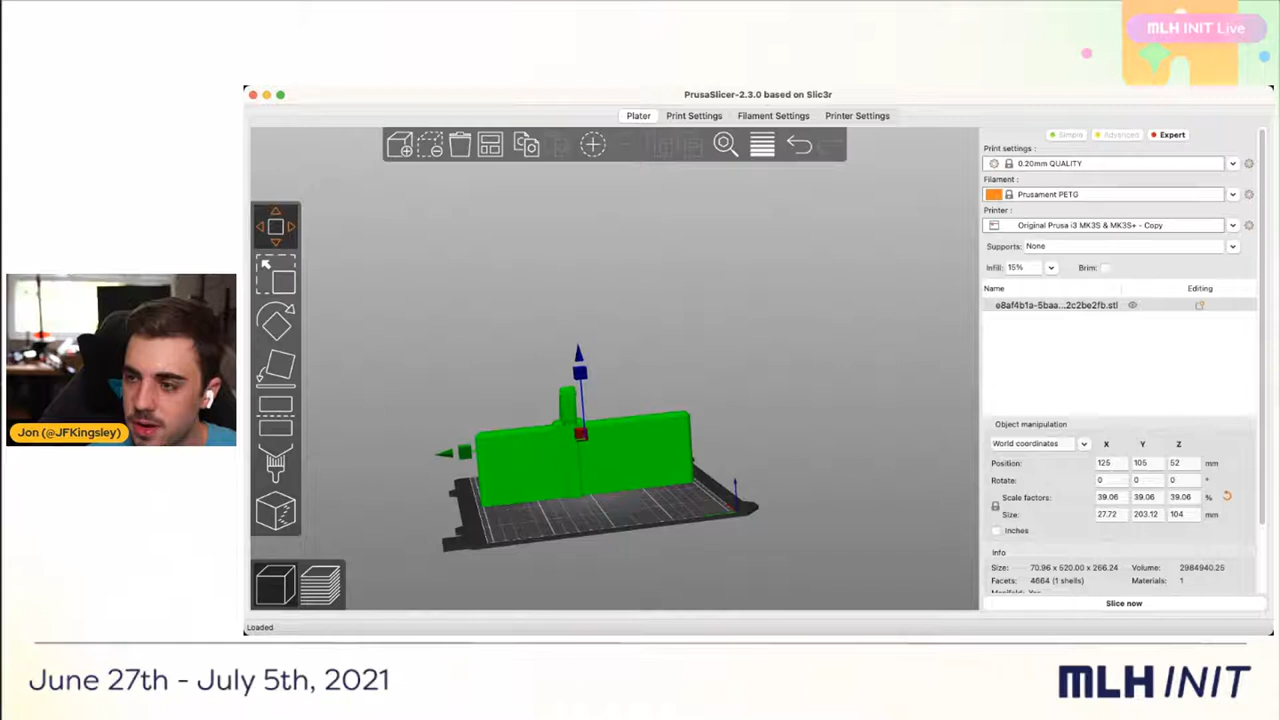 MLH INIT Live
PrusaSlicer-2.3.0 based on Slic3r
Plater Print Settings Filament Settings Printer Settings
Simple Advanced Expert
Print settings :
0.20mm QUALITY
Filament :
Prusament PETG
Printer :
Original Prusa i3 MK3S & MK3S+ - Copy
Supports: None
Infill: 15% Brim:
Name Editing
e8af4b1a-5baa...2c2be2fb.stl
Object manipulation
World coordinates X Y Z
Position: 125 105 52 mm
Rotate: 0 0 0 °
Scale factors: 39.06 39.06 39.06 %
Size: 27.72 203.12 104 mm
Inches
Info
Size: 70.96 x 520.00 x 266.24 Volume: 2984940.25
Facets: 4664 (1 shells) Materials: 1
Slice now
Loaded
Jon (@JFKingsley)
June 27th - July 5th, 2021
MLH INIT